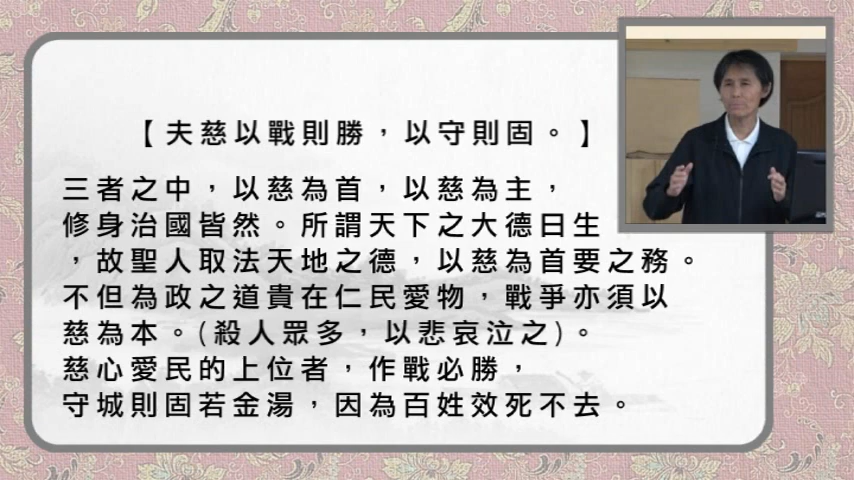 【夫慈以戰則勝，以守則固。】
三者之中，以慈為首，以慈為主，
修身治國皆然。所謂天下之大德日生
，故聖人取法天地之德，以慈為首要之務。
不但為政之道貴在仁民愛物，戰爭亦須以
慈為本。(殺人眾多，以悲哀泣之)。
慈心愛民的上位者，作戰必勝，
守城則固若金湯，因為百姓效死不去。